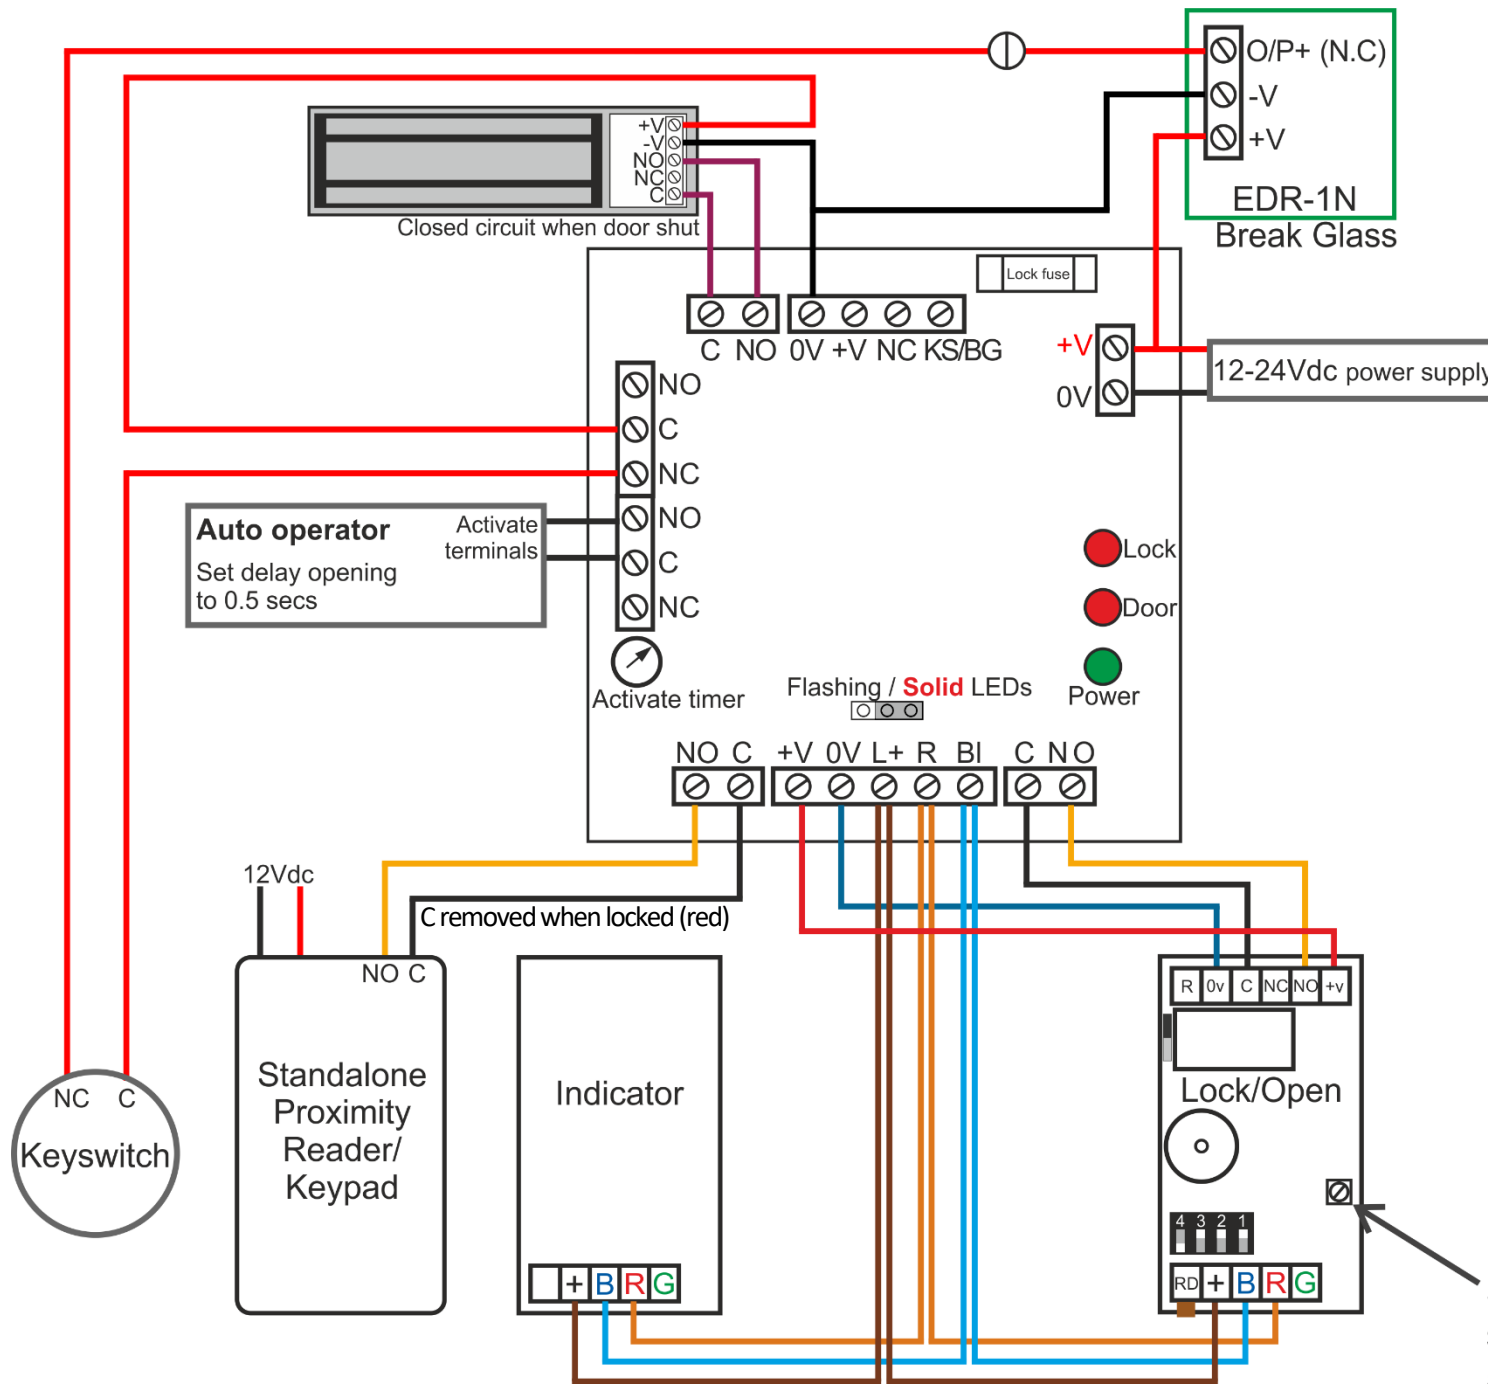 O/P+ (N.C)
-V
+V
EDR-1N
Break Glass
+V
-V
NO
NC
C
Closed circuit when door shut
Lock fuse
C NO 0V +V NC KS/BG
+V
0V
12-24Vdc power supply
NO
C
NC
NO
C
NC
Auto operator
Activate
terminals
Set delay opening
to 0.5 secs
Activate timer
Lock
Door
Power
Flashing / Solid LEDs
NO C +V 0V L+ R Bl C NO
12Vdc
C removed when locked (red)
NO C
Standalone
Proximity
Reader/
Keypad
NC C
Keyswitch
Indicator
+ B R G
R 0v C NC NO +v
Lock/Open
4 3 2 1
RD + B R G